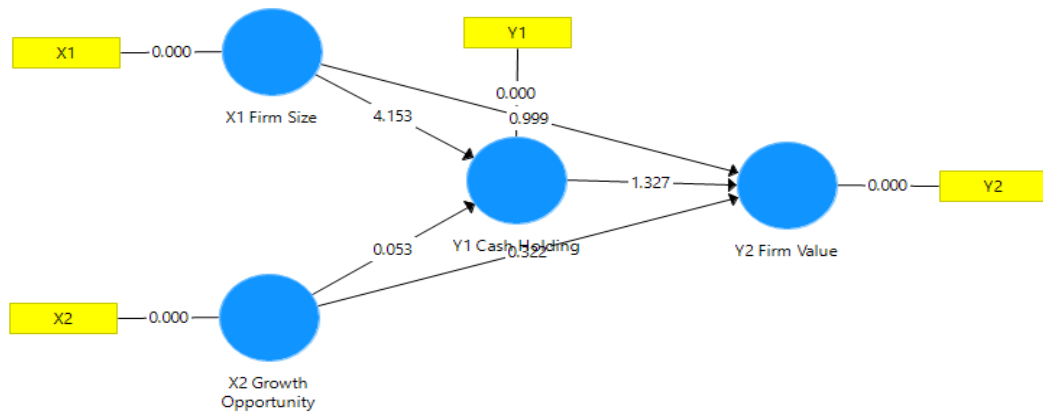 Y1
X1
0.000
0.000
X1 Firm Size
4.153
0.999
1.327
0.000
Y2
0.053
Y1 Cash Holding
0.322
Y2 Firm Value
X2
0.000
X2 Growth
Opportunity